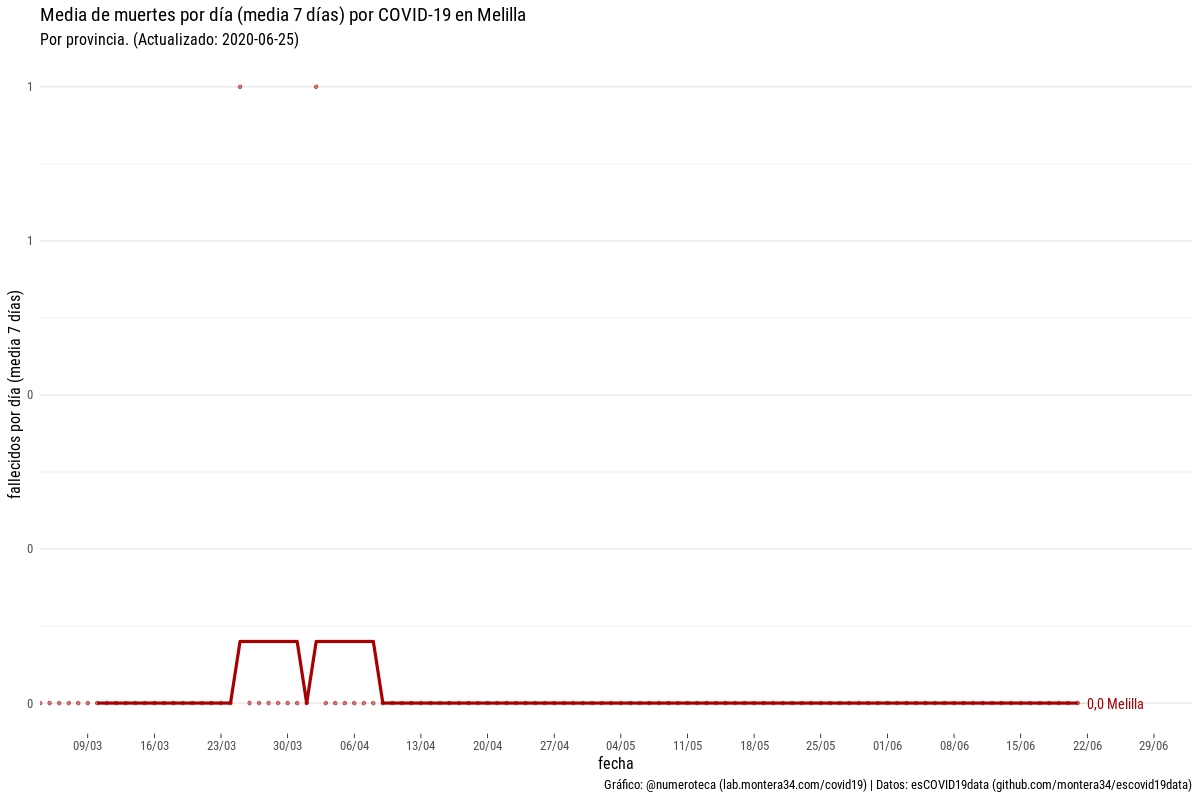 Media de muertes por día (media 7 días) por COVID-19 en Melilla
Por provincia. (Actualizado: 2020-06-25)
fallecidos por día (media 7 días)
1
1
0
0
0
0,0 Melilla
09/03 16/03 23/03 30/03 06/04 13/04 20/04 27/04 04/05 11/05 18/05 25/05 01/06 08/06 15/06 22/06 29/06
fecha
Gráfico: @numeroteca (lab.montera34.com/covid19) | Datos: esCOVID19data (github.com/montera34/escovid19data)